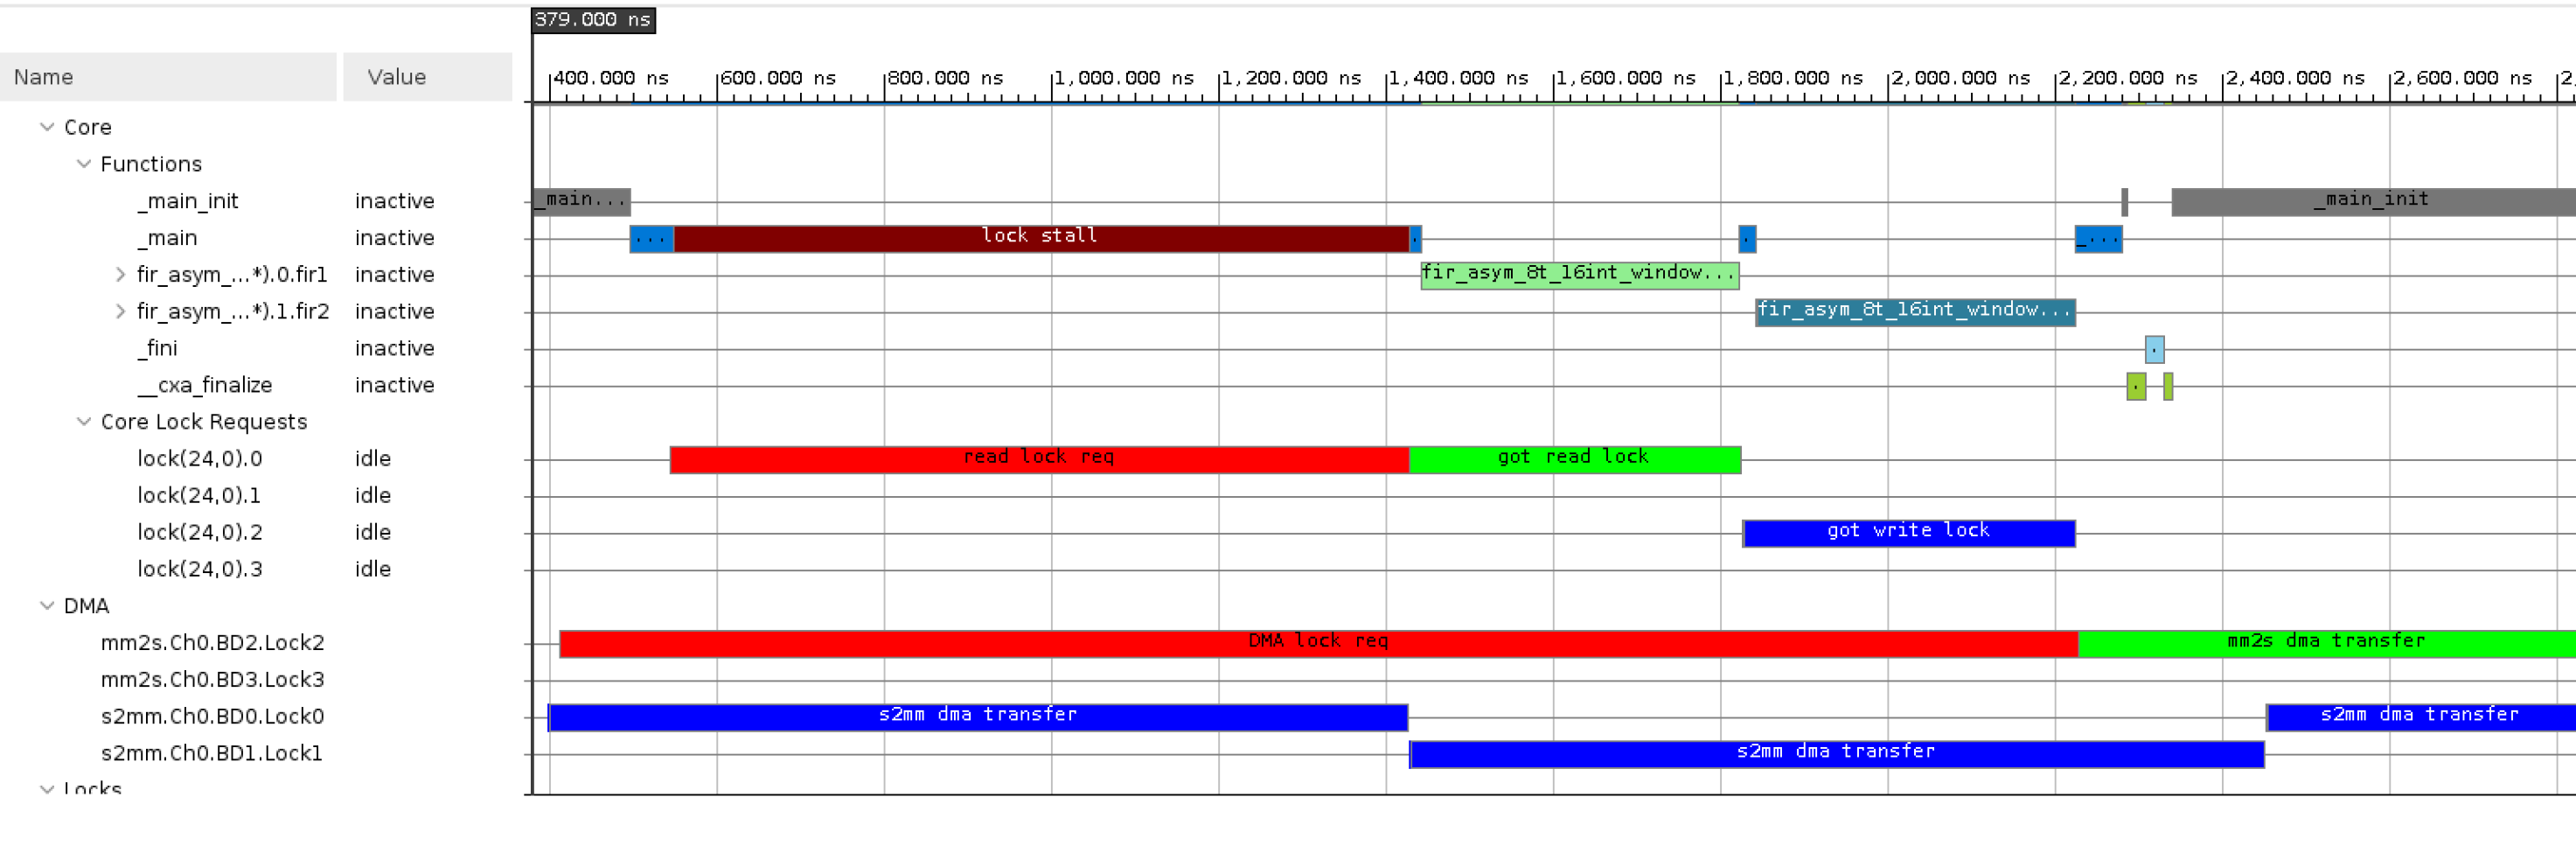 379.000 ns
Name Value 400.000 ns 600.000 ns 800.000 ns 1,000.000 ns 1,200.000 ns 1,400.000 ns 1,600.000 ns 1,800.000 ns 2,000.000 ns 2,200.000 ns 2,400.000 ns 2,600.000 ns 2,
Core
Functions
_main_init inactive _main... _main_init
_main inactive ... lock stall . . _...
fir_asym_...*).0.fir1 inactive fir_asym_8t_16int_window...
fir_asym_...*).1.fir2 inactive fir_asym_8t_16int_window...
_fini inactive .
__cxa_finalize inactive .
Core Lock Requests
lock(24,0).0 idle read lock req got read lock
lock(24,0).1 idle
lock(24,0).2 idle got write lock
lock(24,0).3 idle
DMA
mm2s.Ch0.BD2.Lock2 DMA lock req mm2s dma transfer
mm2s.Ch0.BD3.Lock3
s2mm.Ch0.BD0.Lock0 s2mm dma transfer s2mm dma transfer
s2mm.Ch0.BD1.Lock1 s2mm dma transfer
Locks